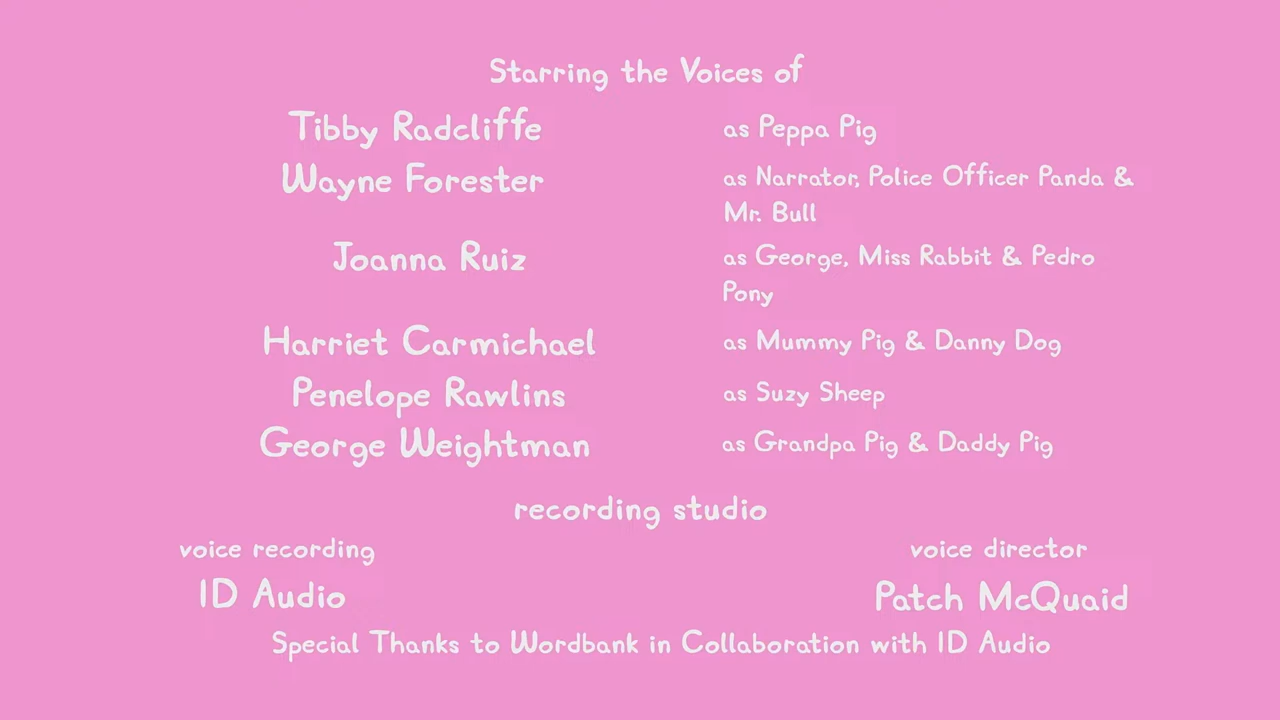 Starring the Voices of
Tibby Radcliffe as Peppa Pig
Wayne Forester as Narrator, Police Officer Panda &
Mr. Bull
Joanna Ruiz as George, Miss Rabbit & Pedro
Pony
Harriet Carmichael as Mummy Pig & Danny Dog
Penelope Rawlins as Suzy Sheep
George Weightman as Grandpa Pig & Daddy Pig
recording studio
voice recording voice director
ID Audio Patch McQuaid
Special Thanks to Wordbank in Collaboration with ID Audio